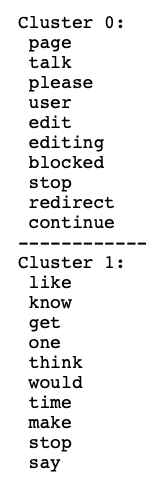 Cluster 0:
page
talk
please
user
edit
editing
blocked
stop
redirect
continue
------------
Cluster 1:
like
know
get
one
think
would
time
make
stop
say